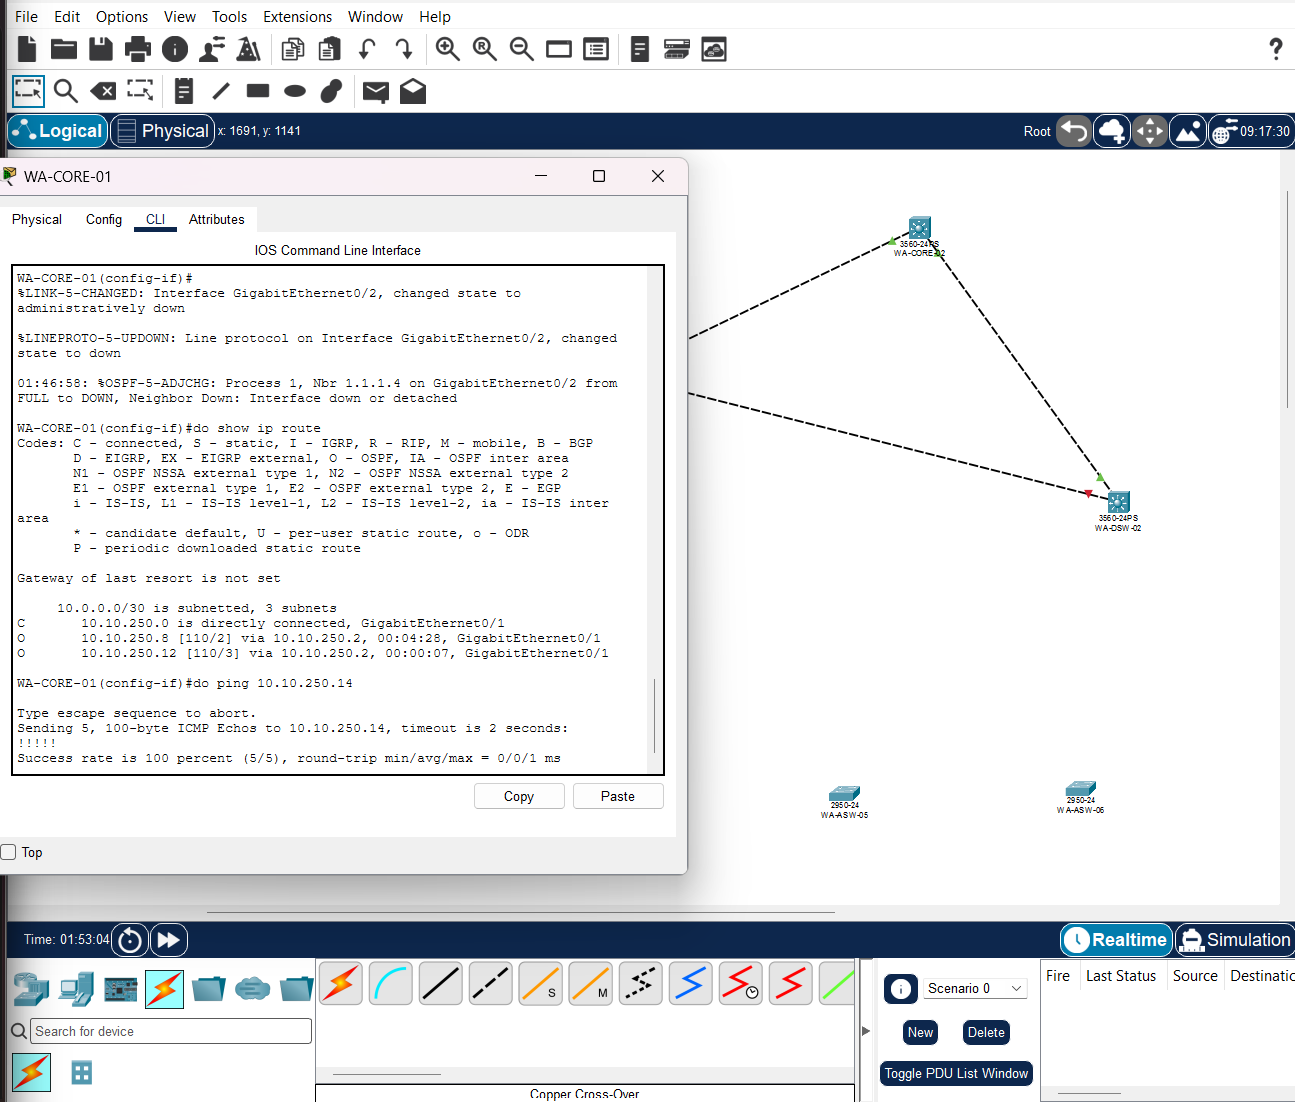 File Edit Options View Tools Extensions Window Help
Logical Physical x: 1691, y: 1141 Root 09:17:30
WA-CORE-01
Physical Config CLI Attributes
IOS Command Line Interface
WA-CORE-01(config-if)#
%LINK-5-CHANGED: Interface GigabitEthernet0/2, changed state to
administratively down
%LINEPROTO-5-UPDOWN: Line protocol on Interface GigabitEthernet0/2, changed
state to down
01:46:58: %OSPF-5-ADJCHG: Process 1, Nbr 1.1.1.4 on GigabitEthernet0/2 from
FULL to DOWN, Neighbor Down: Interface down or detached
WA-CORE-01(config-if)#do show ip route
Codes: C - connected, S - static, I - IGRP, R - RIP, M - mobile, B - BGP
D - EIGRP, EX - EIGRP external, O - OSPF, IA - OSPF inter area
N1 - OSPF NSSA external type 1, N2 - OSPF NSSA external type 2
E1 - OSPF external type 1, E2 - OSPF external type 2, E - EGP
i - IS-IS, L1 - IS-IS level-1, L2 - IS-IS level-2, ia - IS-IS inter
area
* - candidate default, U - per-user static route, o - ODR
P - periodic downloaded static route
Gateway of last resort is not set
10.0.0.0/30 is subnetted, 3 subnets
C 10.10.250.0 is directly connected, GigabitEthernet0/1
O 10.10.250.8 [110/2] via 10.10.250.2, 00:04:28, GigabitEthernet0/1
O 10.10.250.12 [110/3] via 10.10.250.2, 00:00:07, GigabitEthernet0/1
WA-CORE-01(config-if)#do ping 10.10.250.14
Type escape sequence to abort.
Sending 5, 100-byte ICMP Echos to 10.10.250.14, timeout is 2 seconds:
!!!!!
Success rate is 100 percent (5/5), round-trip min/avg/max = 0/0/1 ms
Copy Paste
Top
3560-24PS
WA-CORE-02
3560-24PS
WA-DSW-02
2950-24
WA-ASW-05
2950-24
WA-ASW-06
Time: 01:53:04 Realtime Simulation
S M
Search for device
Copper Cross-Over
Scenario 0
New Delete
Toggle PDU List Window
Fire Last Status Source Destinatio